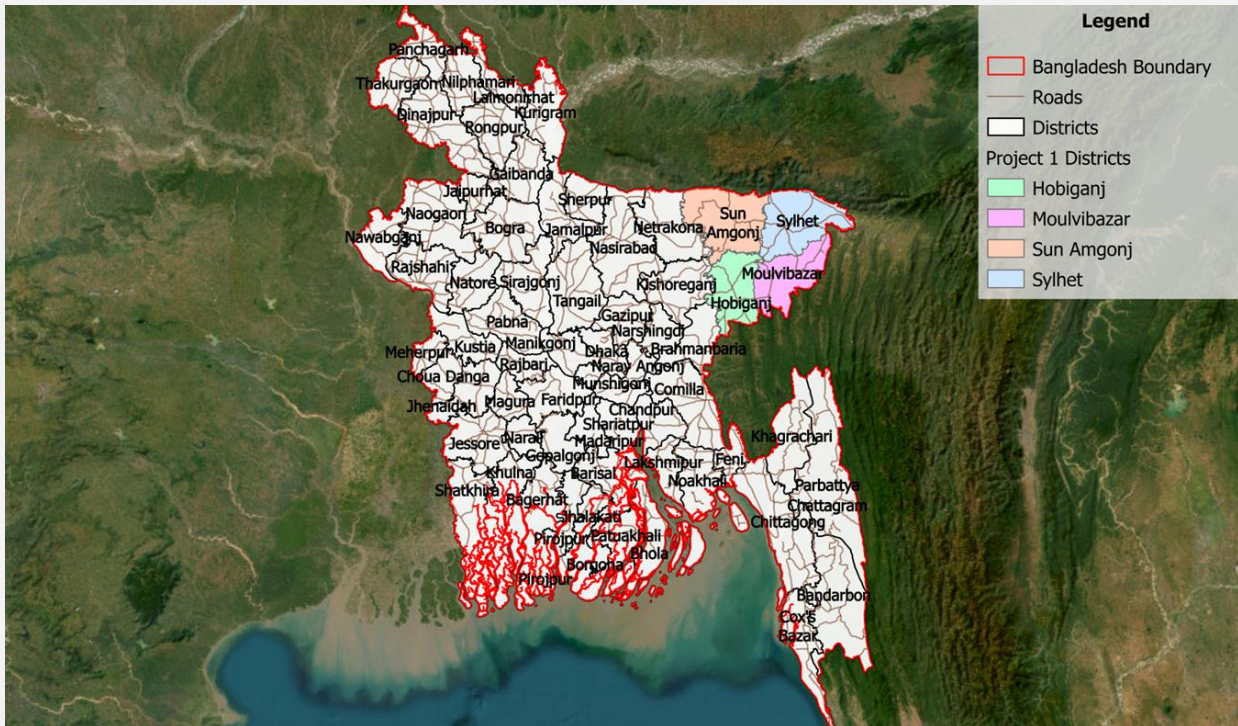 Legend
Bangladesh Boundary
Roads
Districts
Project 1 Districts
Hobiganj
Moulvibazar
Sun Amgonj
Sylhet
Panchagarh
Thakurgaon
Nilphamari
Lalmonirhat
Dinajpur
Kurigram
Rongpur
Gaibanda
Jaipurhat
Sherpur
Naogaon
Nawabganj
Bogra
Jamalpur
Netrakona
Sun
Amgonj
Sylhet
Nasirabad
Rajshahi
Natore
Sirajgonj
Kishoreganj
Moulvibazar
Tangail
Hobiganj
Gazipur
Pabna
Narshingdi
Kustia
Manikgonj
Meherpur
Dhaka
Brahmanbaria
Rajbari
Naray Angonj
Choua Danga
Munshigonj
Comilla
Jhenaidah
Magura
Faridpur
Chandpur
Shariatpur
Jessore
Narail
Madaripur
Khagrachari
Gopalgonj
Lakshmipur
Feni
Khulna
Barisal
Noakhali
Parbattya
Chattagram
Shatkhira
Bagerhat
Jhalakati
Chittagong
Pirojpur
Patuakhali
Bhola
Borgoha
Pirojpur
Bandarbon
Cox's
Bazar